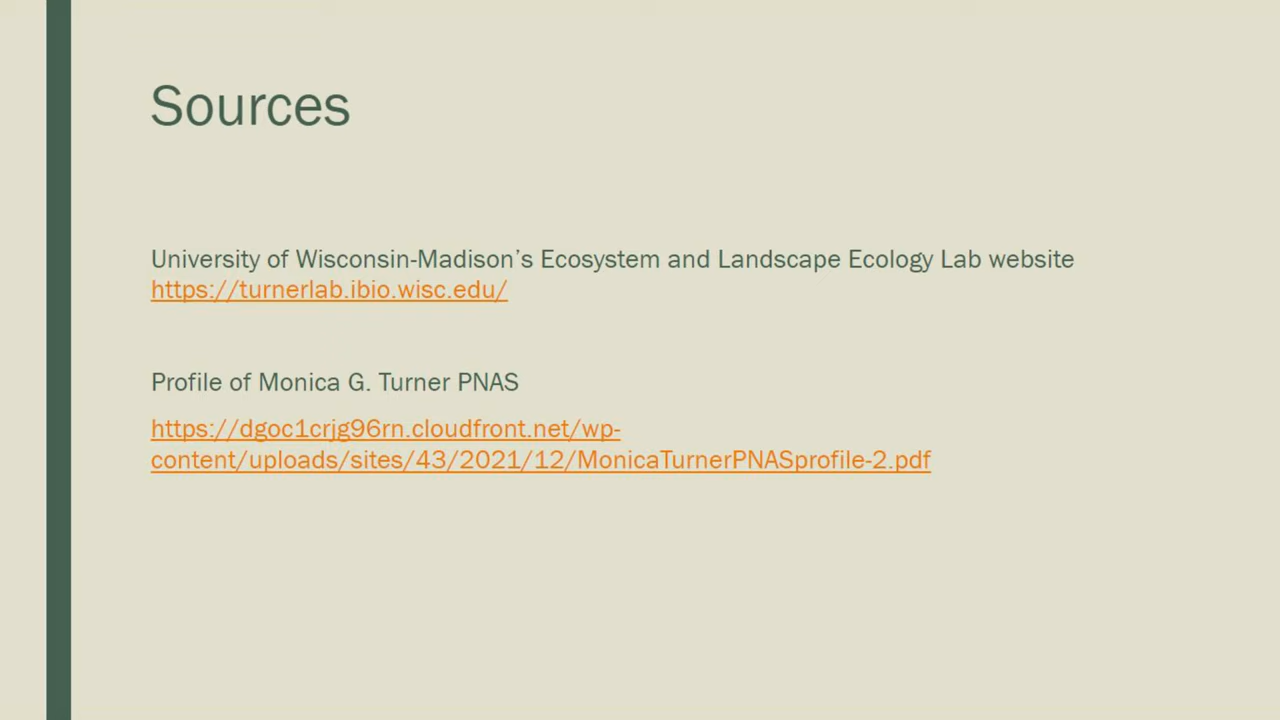 Sources
University of Wisconsin-Madison’s Ecosystem and Landscape Ecology Lab website
https://turnerlab.ibio.wisc.edu/
Profile of Monica G. Turner PNAS
https://dgoc1crjg96rn.cloudfront.net/wp-
content/uploads/sites/43/2021/12/MonicaTurnerPNASprofile-2.pdf